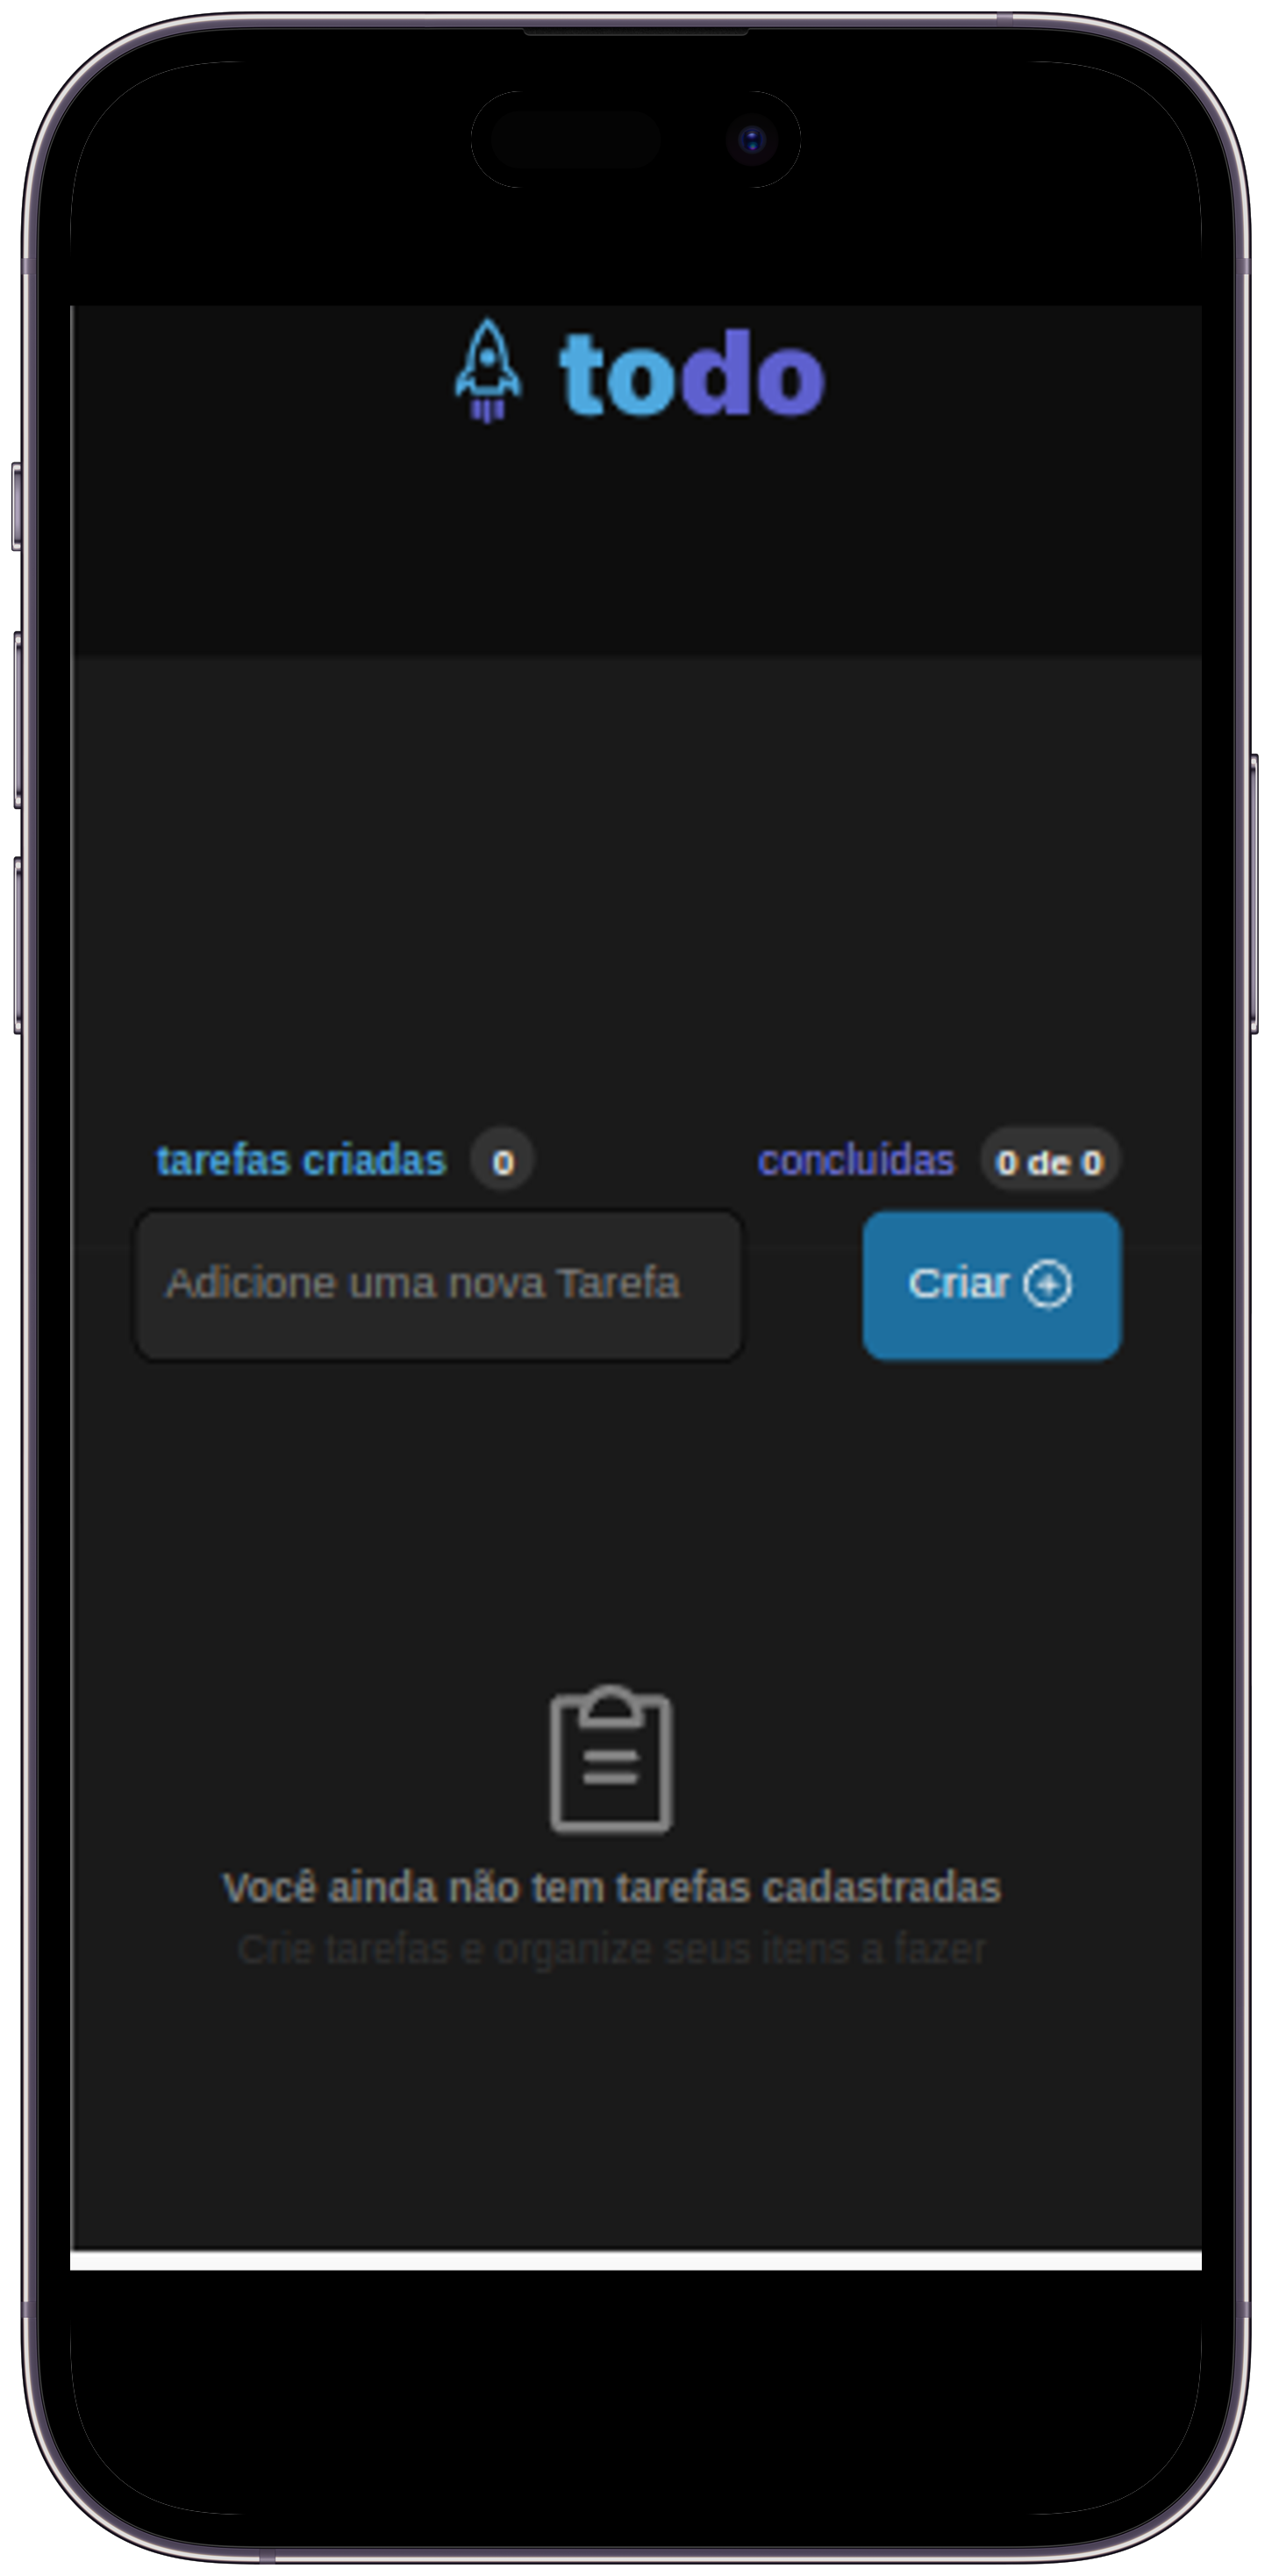 todo
tarefas criadas 0 concluídas 0 de 0
Adicione uma nova Tarefa Criar
Você ainda não tem tarefas cadastradas
Crie tarefas e organize seus itens a fazer